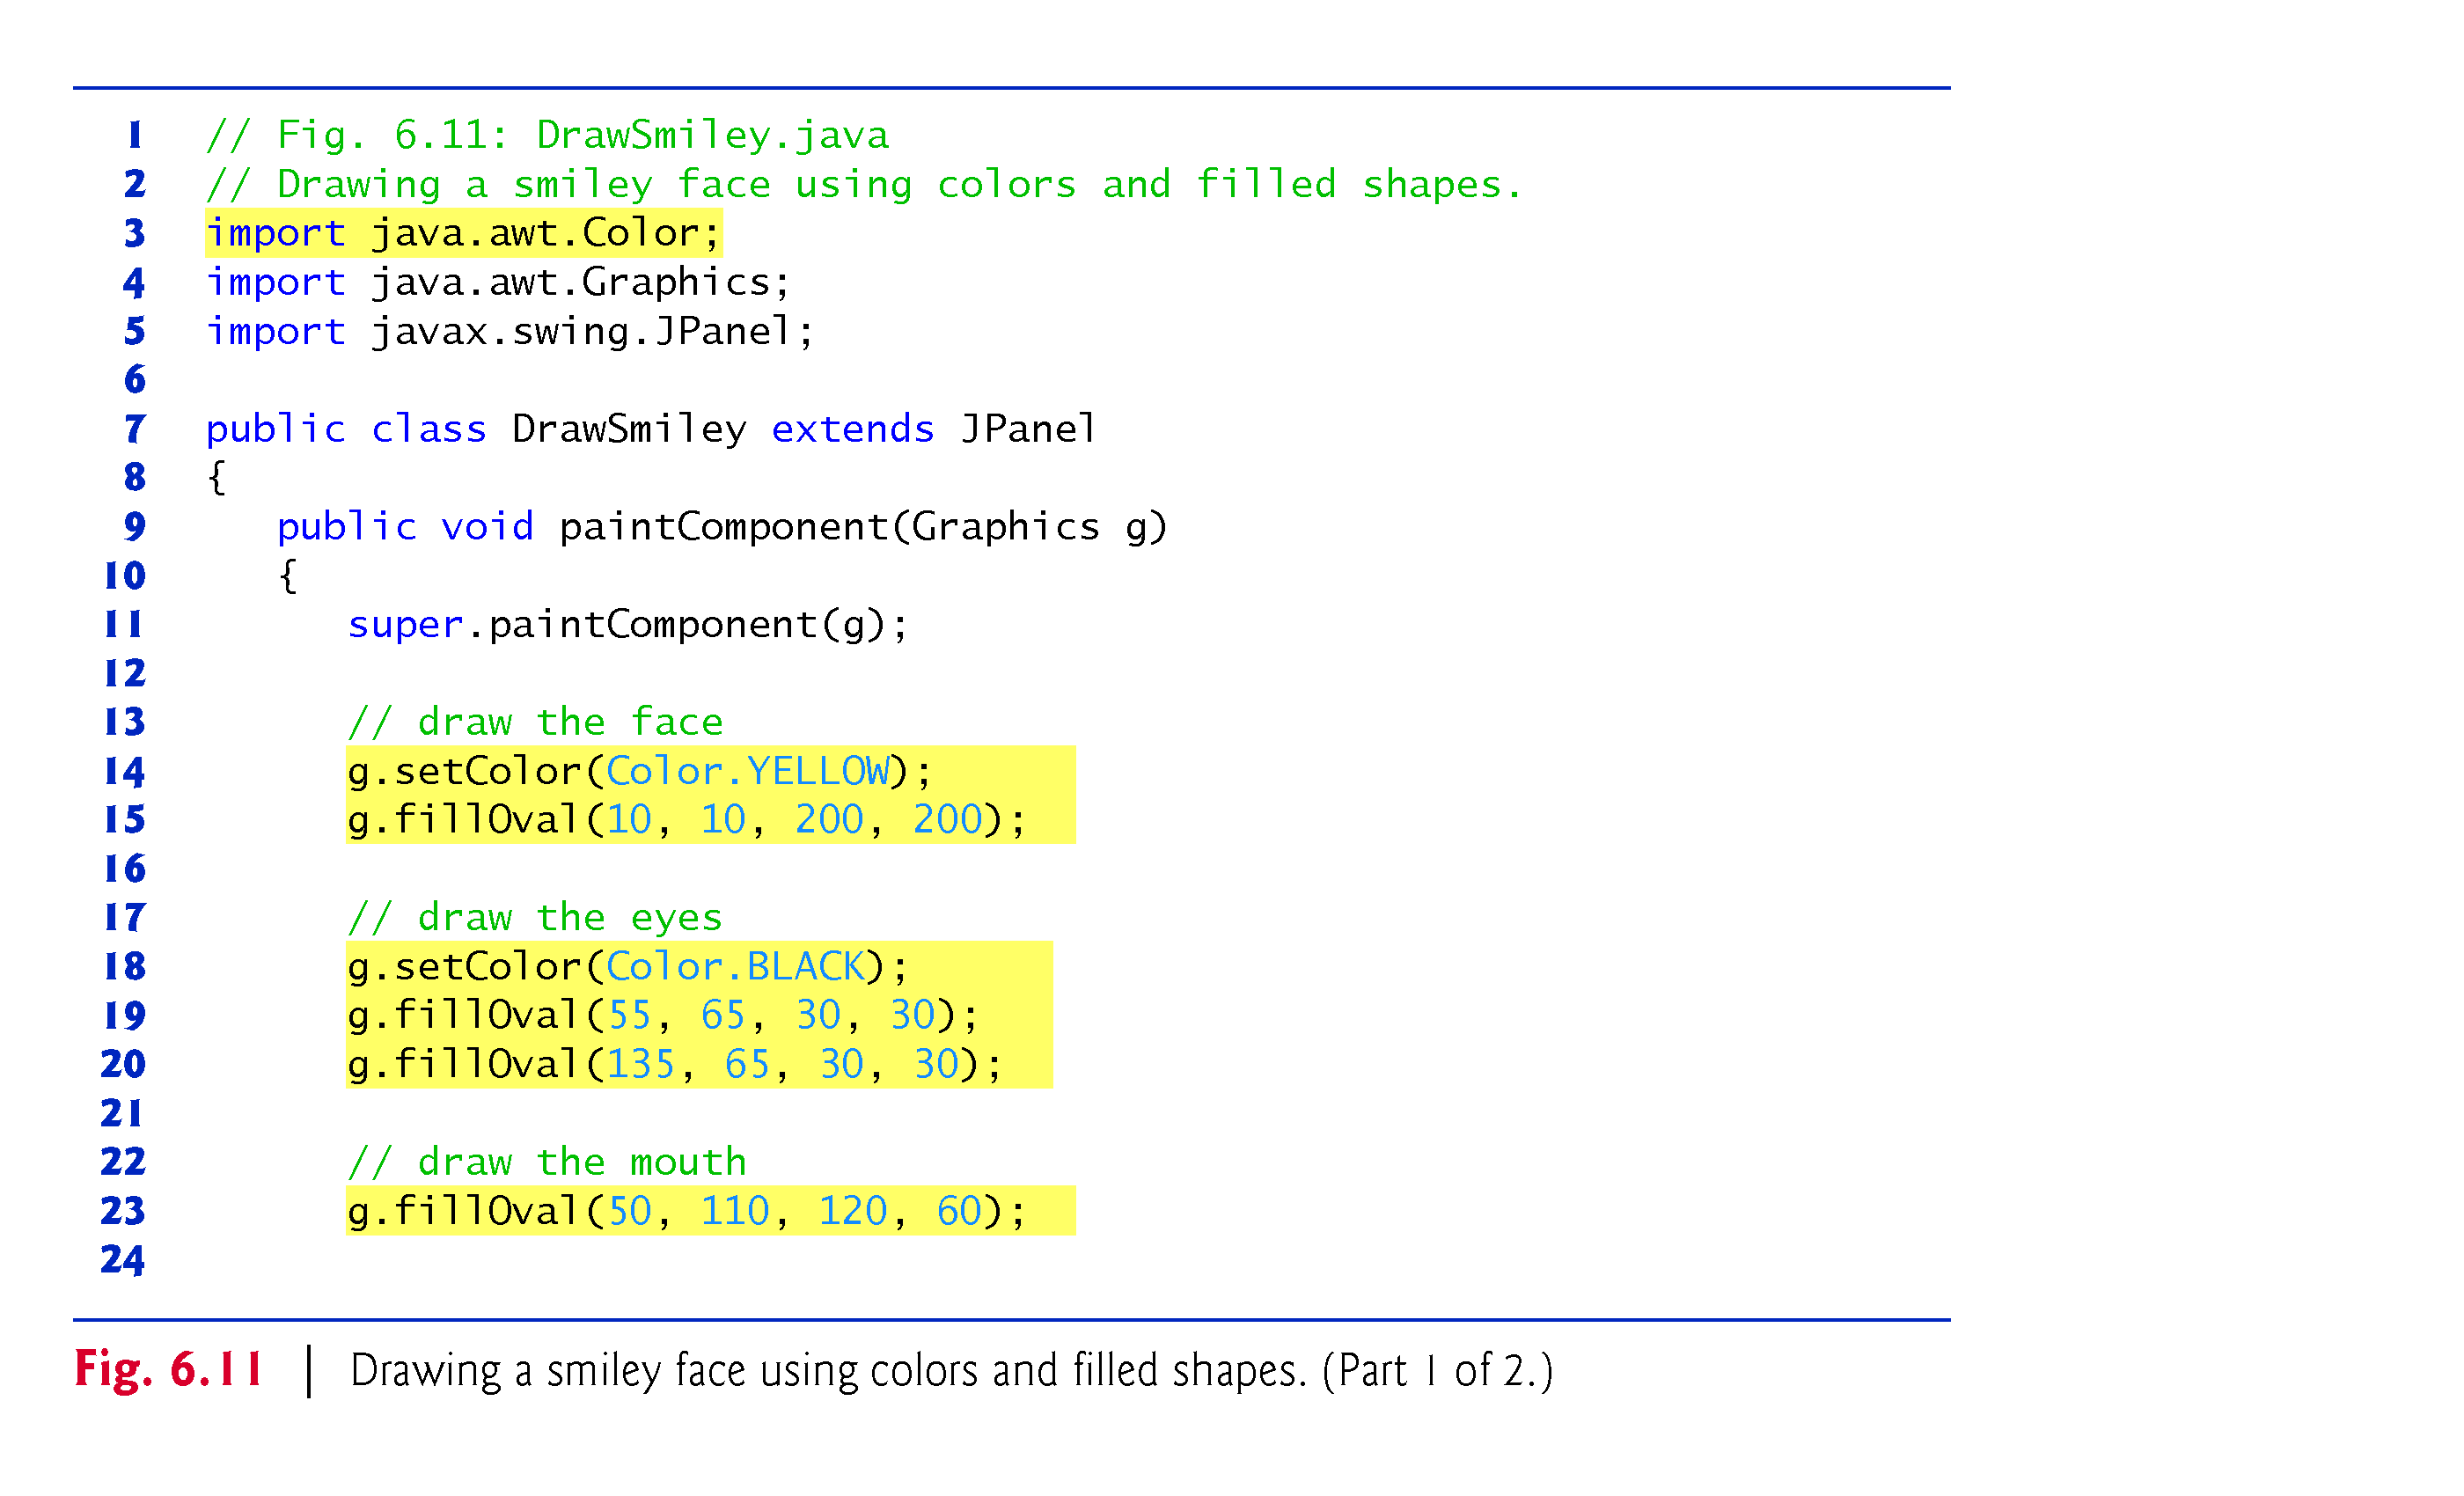 1 // Fig. 6.11: DrawSmiley.java
2 // Drawing a smiley face using colors and filled shapes.
3 import java.awt.Color;
4 import java.awt.Graphics;
5 import javax.swing.JPanel;
6
7 public class DrawSmiley extends JPanel
8 {
9    public void paintComponent(Graphics g)
10    {
11       super.paintComponent(g);
12
13       // draw the face
14       g.setColor(Color.YELLOW);
15       g.fillOval(10, 10, 200, 200);
16
17       // draw the eyes
18       g.setColor(Color.BLACK);
19       g.fillOval(55, 65, 30, 30);
20       g.fillOval(135, 65, 30, 30);
21
22       // draw the mouth
23       g.fillOval(50, 110, 120, 60);
24
Fig. 6.11 | Drawing a smiley face using colors and filled shapes. (Part 1 of 2.)